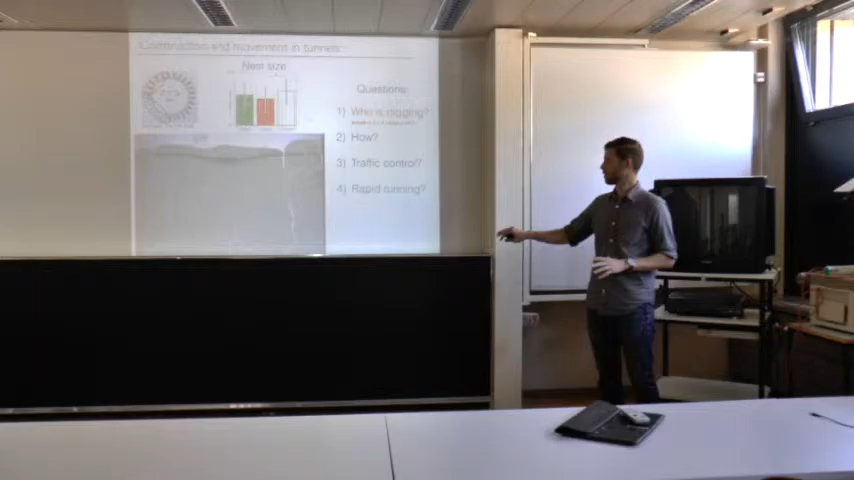 Construction and movement in tunnels
Nest size
Questions:
1) Who is digging?
2) How?
3) Traffic control?
4) Rapid running?